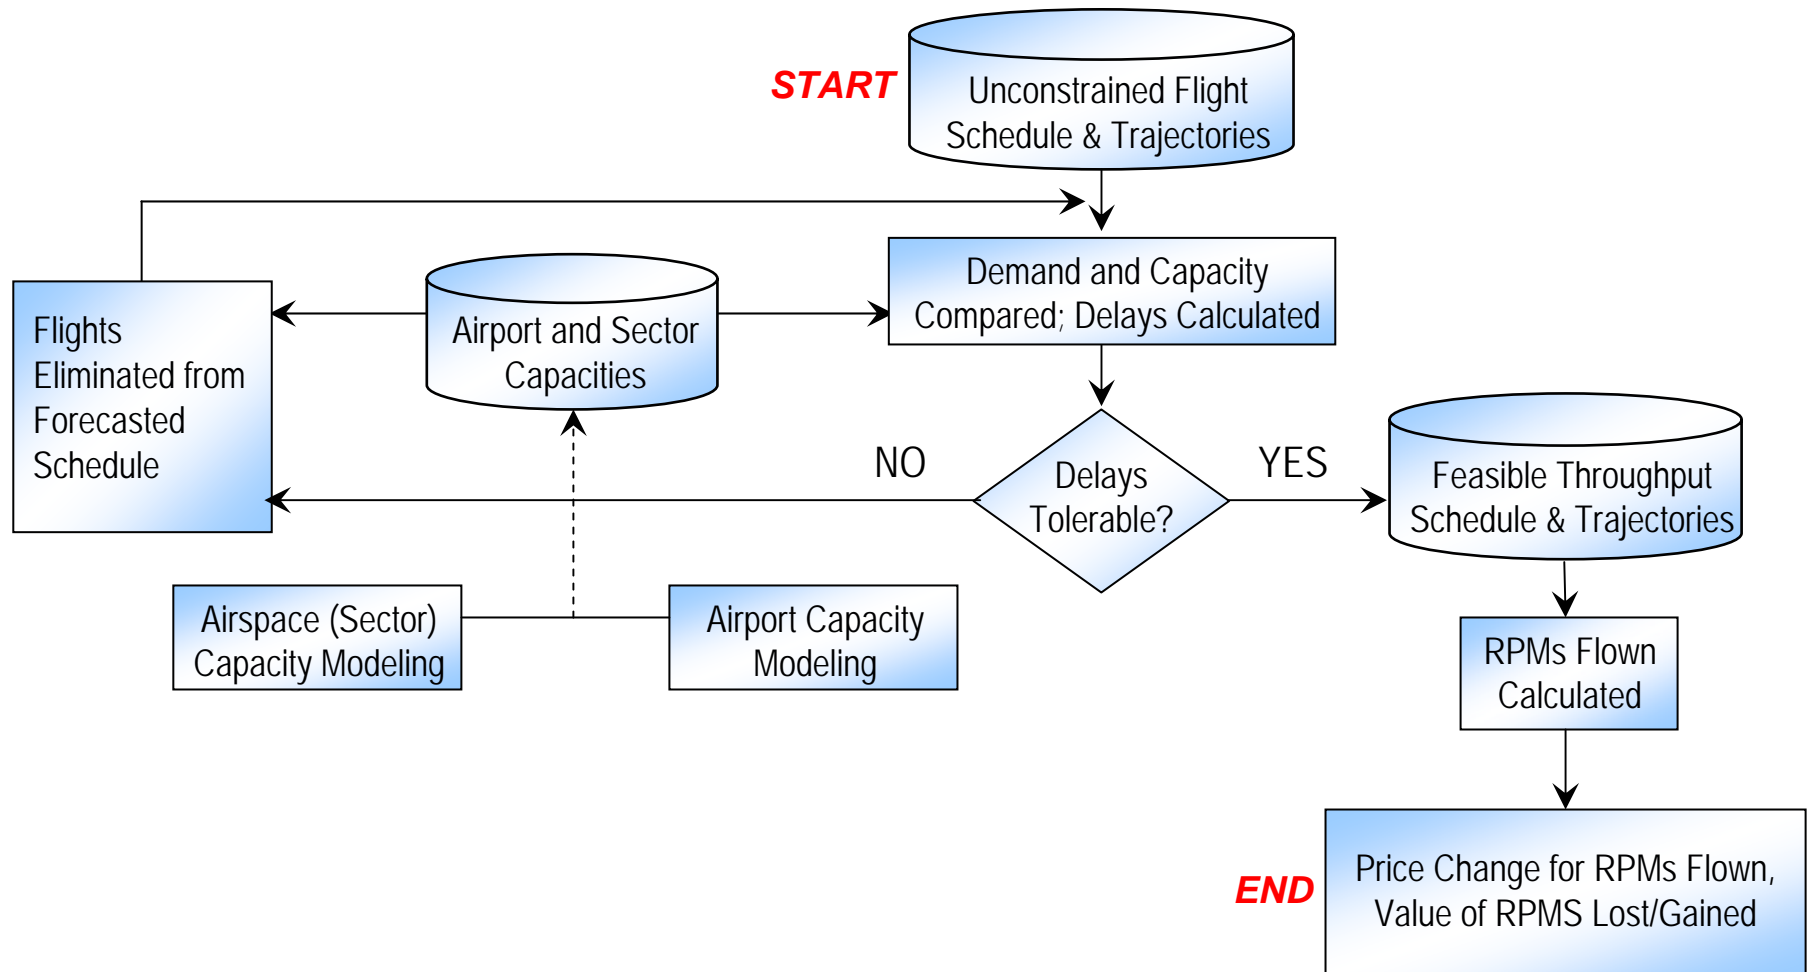 START
Unconstrained Flight
Schedule & Trajectories
Demand and Capacity
Compared; Delays Calculated
Flights
Eliminated from
Forecasted
Schedule
Airport and Sector
Capacities
NO
Delays
Tolerable?
YES
Feasible Throughput
Schedule & Trajectories
Airspace (Sector)
Capacity Modeling
Airport Capacity
Modeling
RPMs Flown
Calculated
END
Price Change for RPMs Flown,
Value of RPMS Lost/Gained